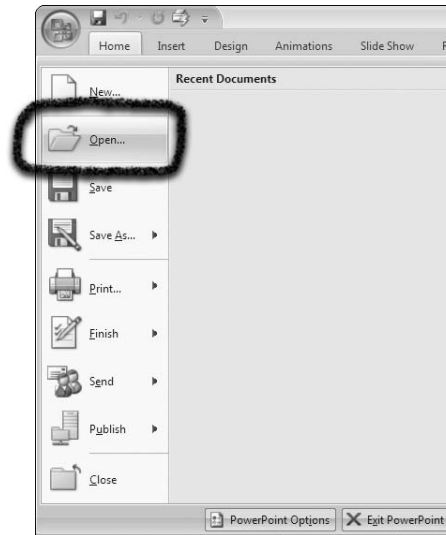 Home Insert Design Animations Slide Show
Recent Documents
New...
Open...
Save
Save As...
Print...
Finish
Send
Publish
Close
PowerPoint Options Exit PowerPoint